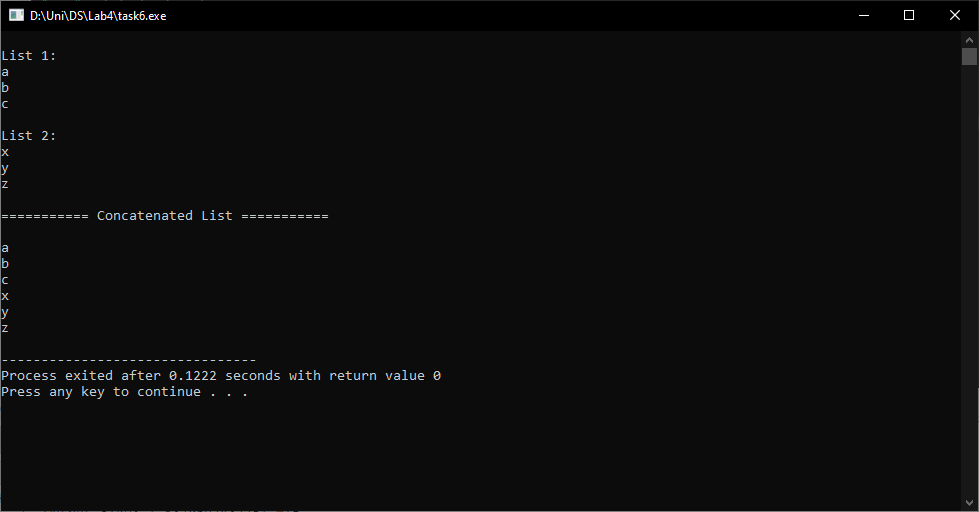 D:\Uni\DS\Lab4\task6.exe
List 1:
a
b
c
List 2:
x
y
z
=========== Concatenated List ===========
a
b
c
x
y
z
--------------------------------
Process exited after 0.1222 seconds with return value 0
Press any key to continue . . .